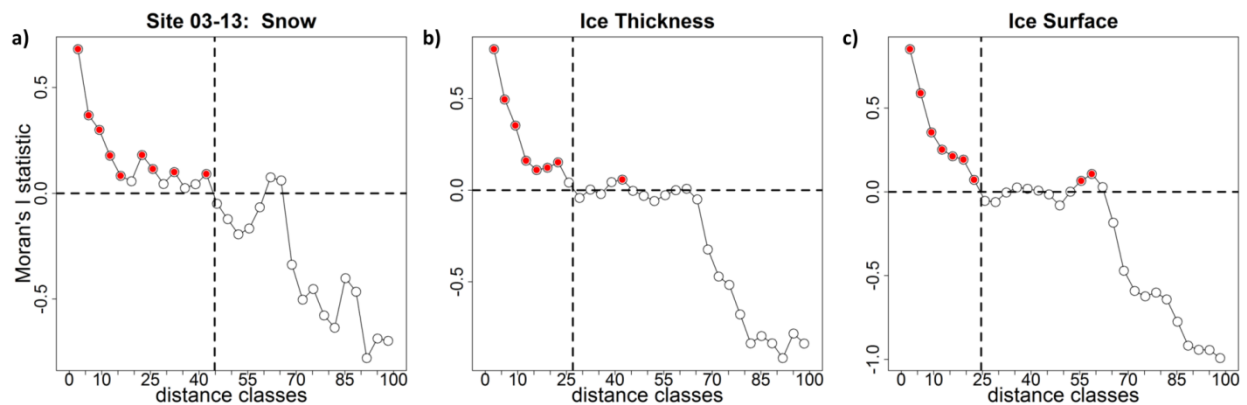 a) Site 03-13: Snow
Moran's I statistic
0.5
0.0
-0.5
0 10 25 40 55 70 85 100
distance classes
b) Ice Thickness
0.5
0.0
-0.5
0 10 25 40 55 70 85 100
distance classes
c) Ice Surface
0.5
0.0
-0.5
-1.0
0 10 25 40 55 70 85 100
distance classes